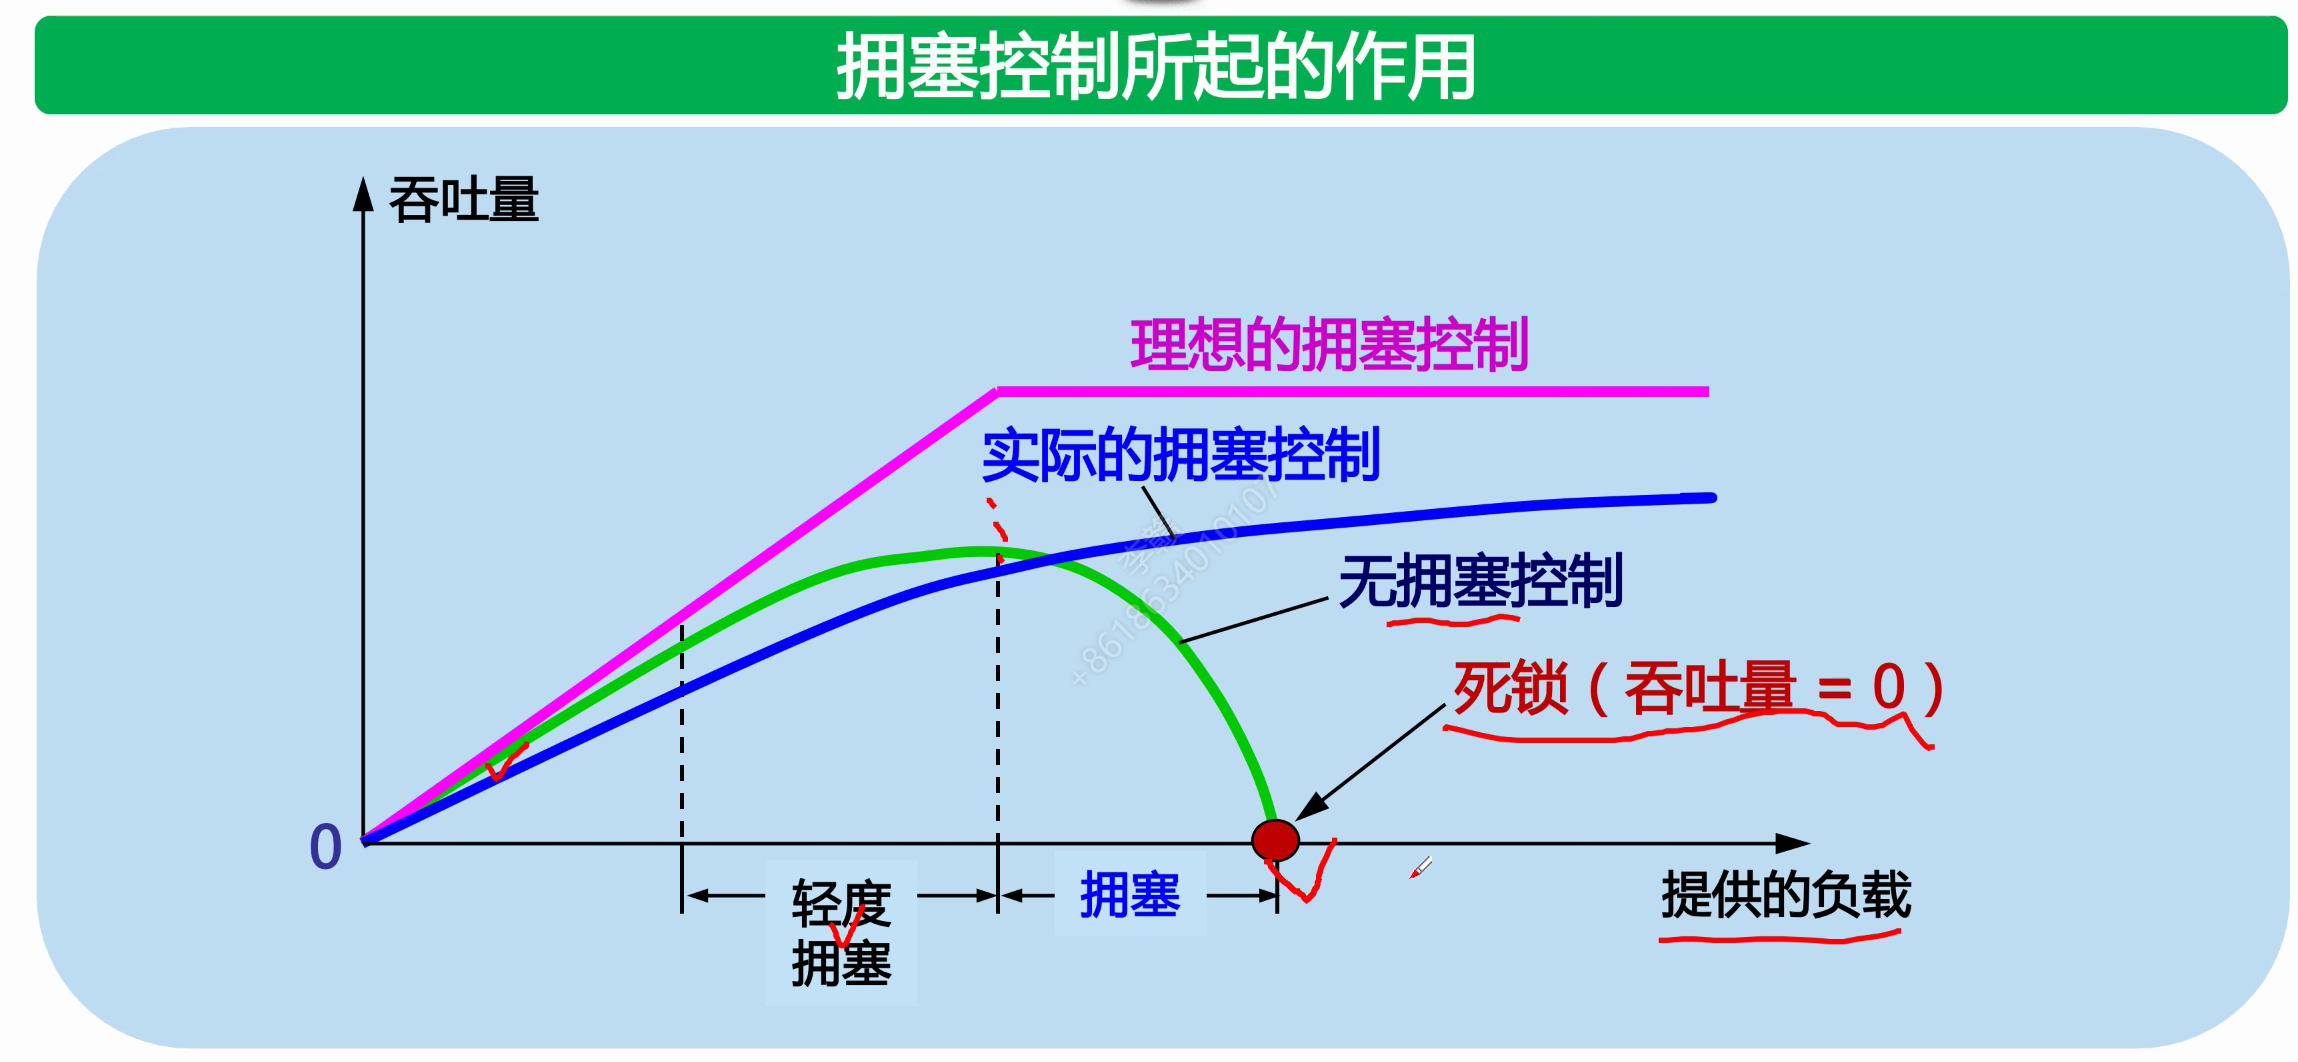 拥塞控制所起的作用
吞吐量
理想的拥塞控制
实际的拥塞控制
无拥塞控制
死锁（吞吐量 = 0）
0
轻度
拥塞
拥塞
提供的负载